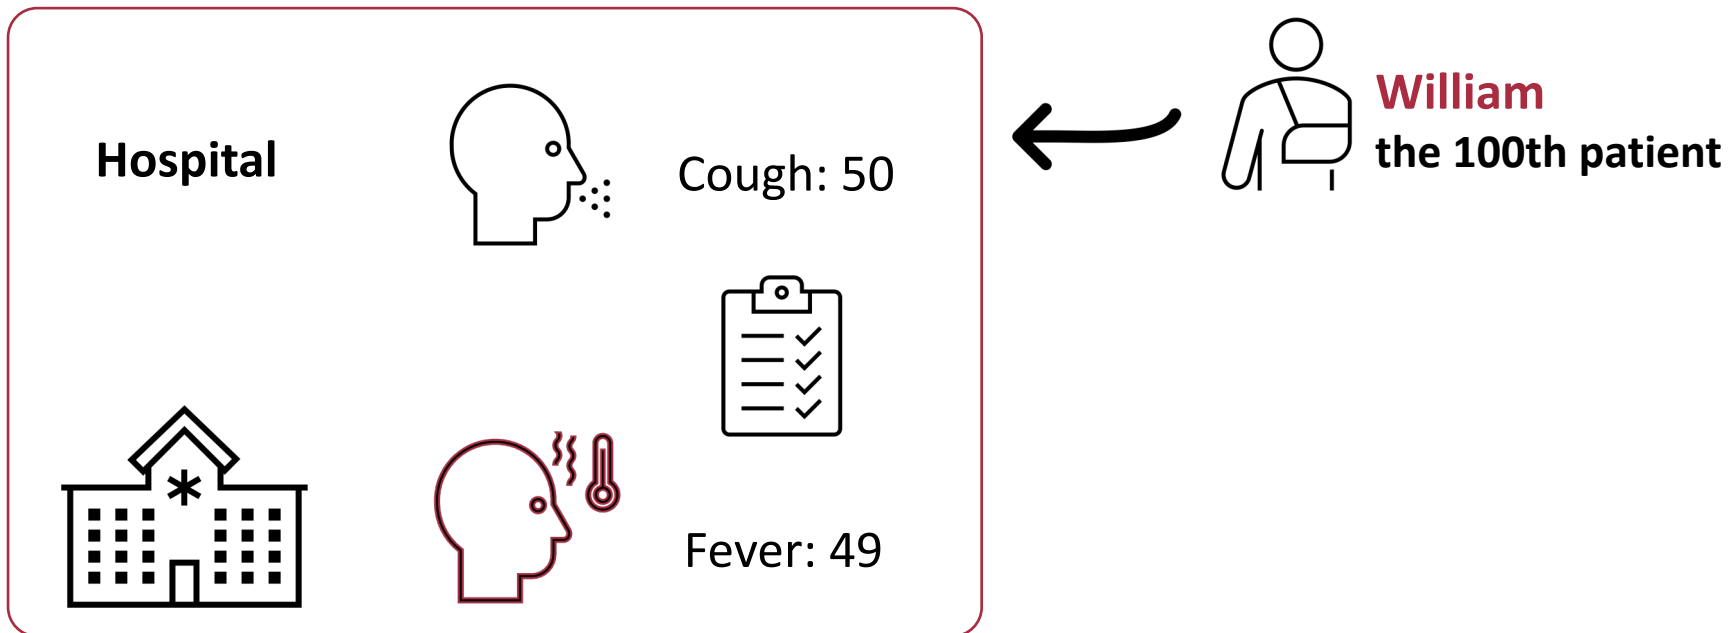 Hospital
Cough: 50
Fever: 49
William
the 100th patient